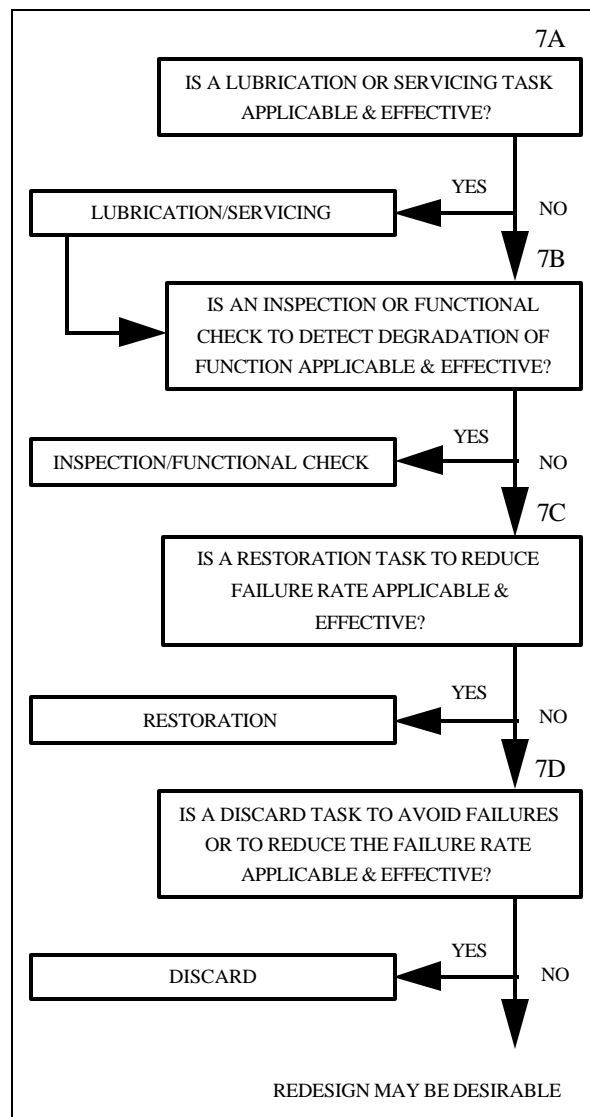 7A
IS A LUBRICATION OR SERVICING TASK
APPLICABLE & EFFECTIVE?
YES
NO
LUBRICATION/SERVICING
7B
IS AN INSPECTION OR FUNCTIONAL
CHECK TO DETECT DEGRADATION OF
FUNCTION APPLICABLE & EFFECTIVE?
YES
NO
INSPECTION/FUNCTIONAL CHECK
7C
IS A RESTORATION TASK TO REDUCE
FAILURE RATE APPLICABLE &
EFFECTIVE?
YES
NO
RESTORATION
7D
IS A DISCARD TASK TO AVOID FAILURES
OR TO REDUCE THE FAILURE RATE
APPLICABLE & EFFECTIVE?
YES
NO
DISCARD
REDESIGN MAY BE DESIRABLE